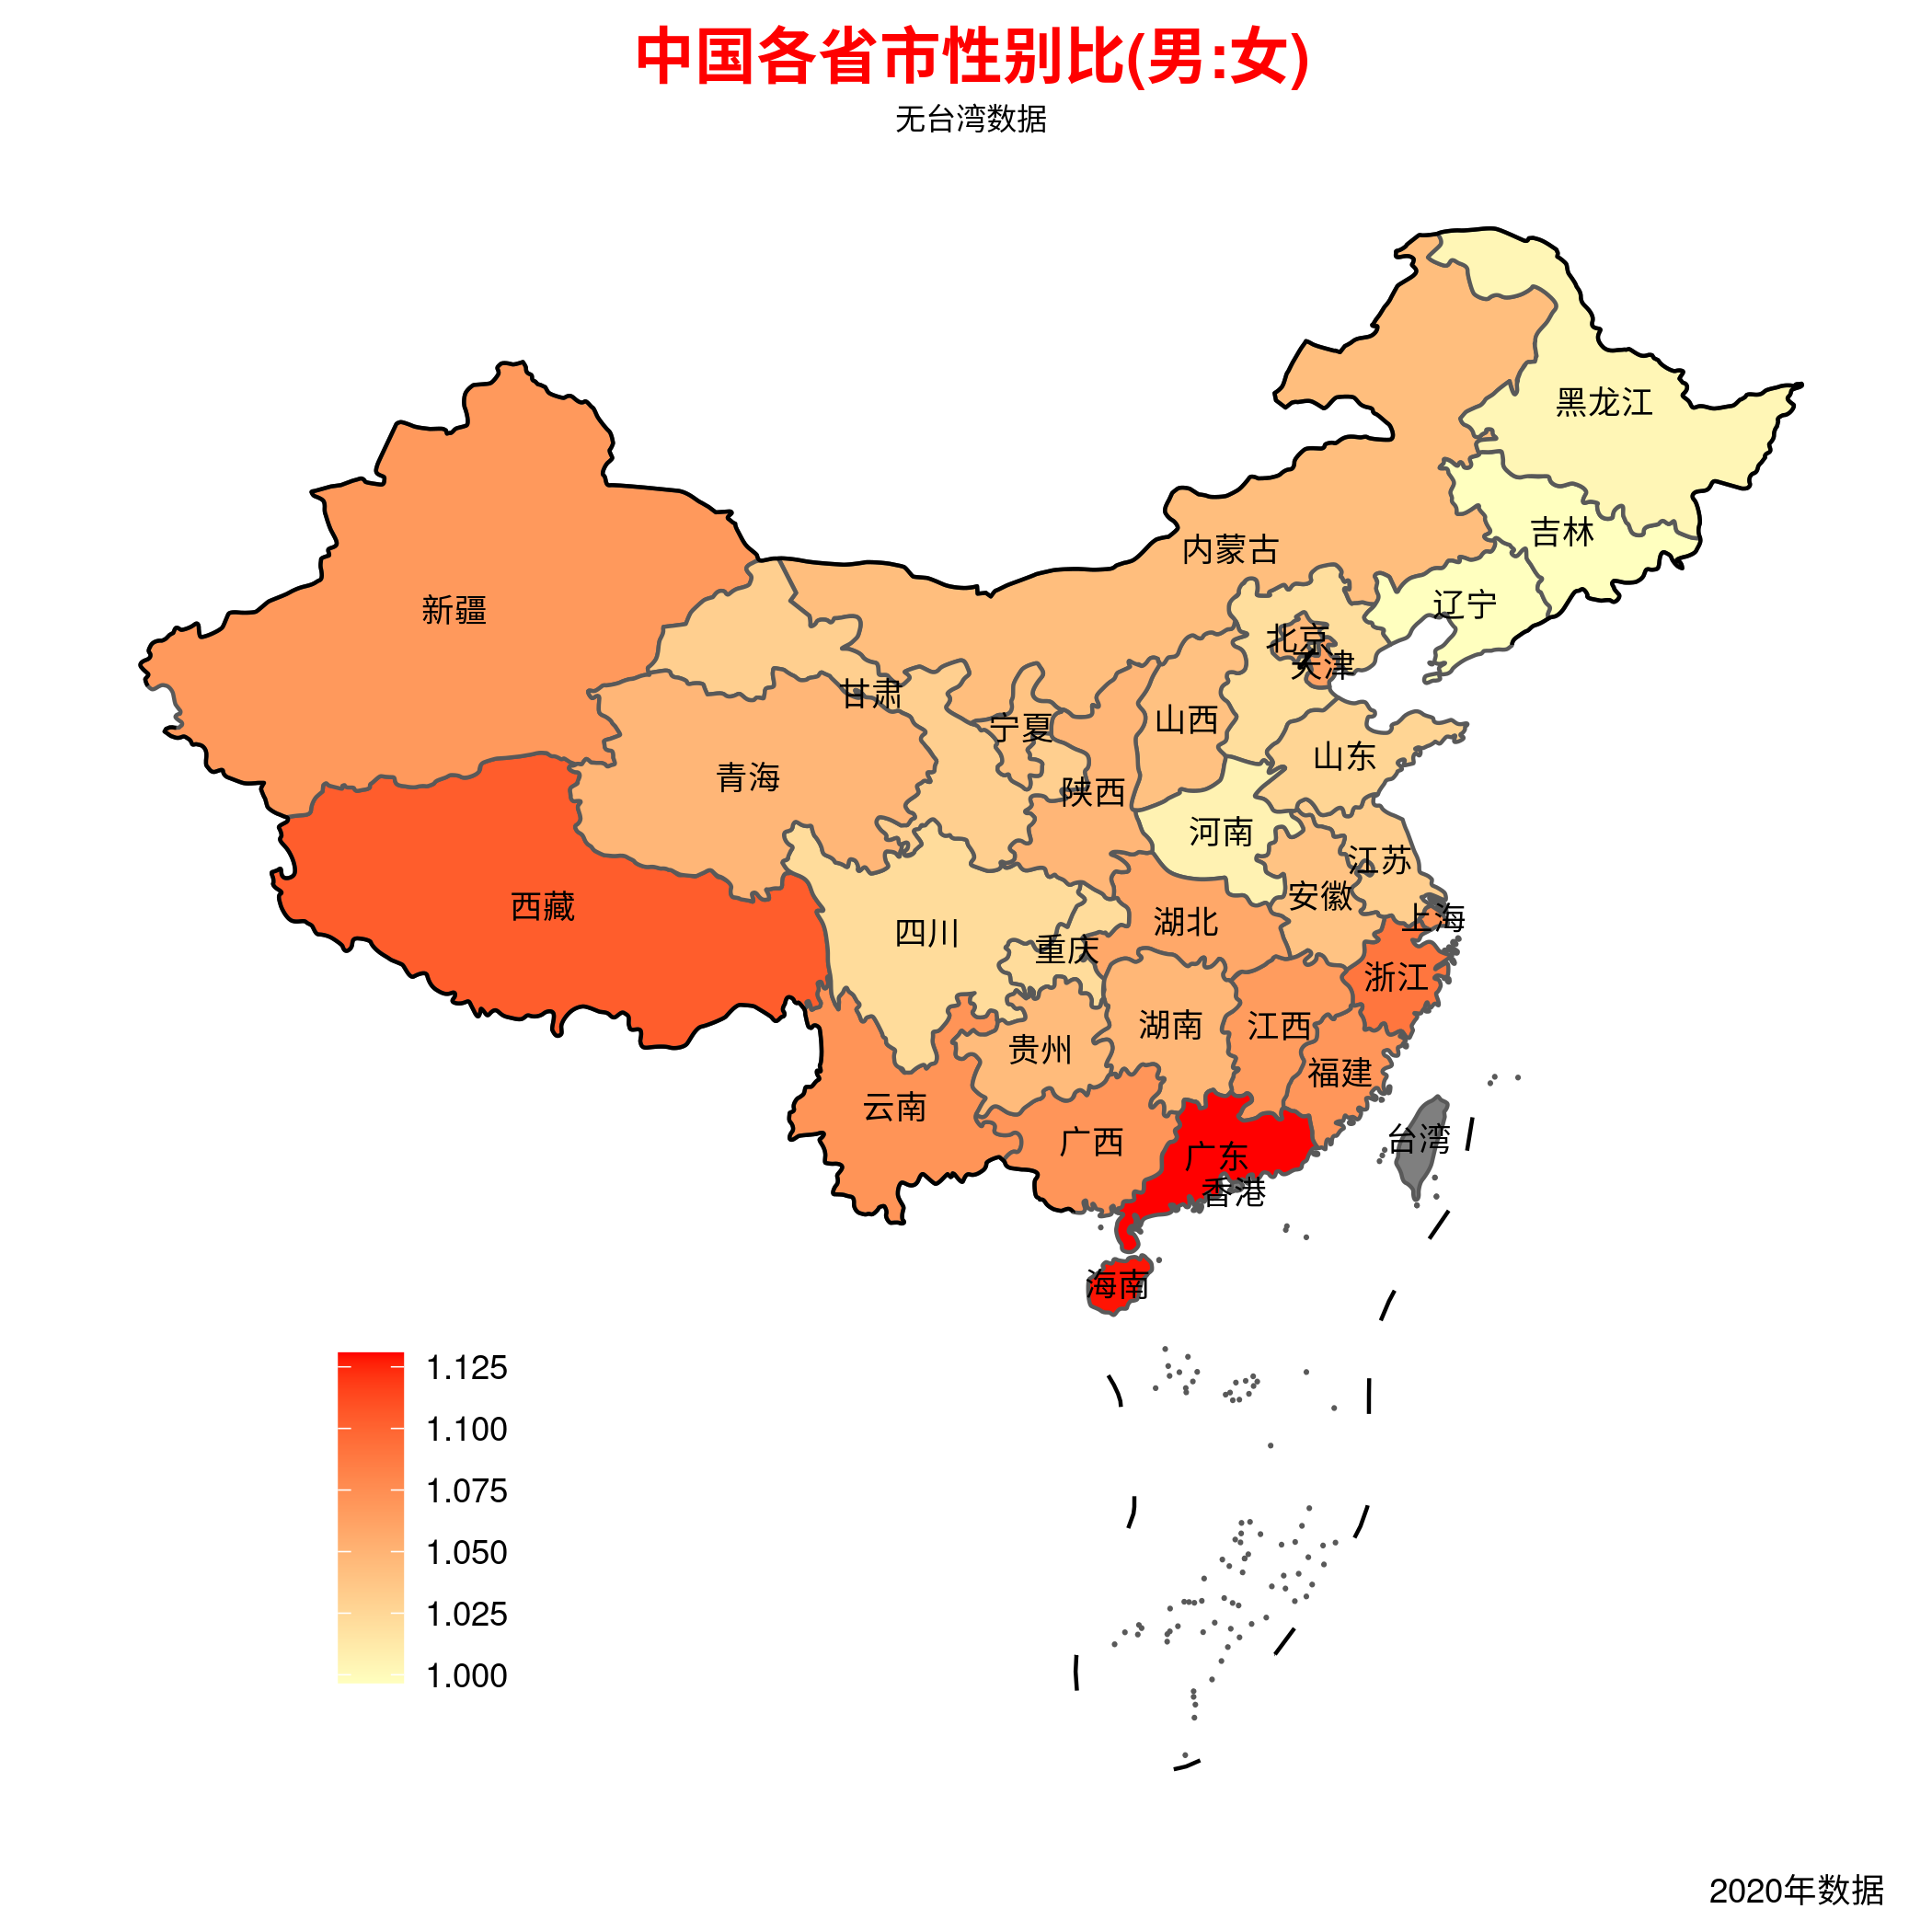 中国各省市性别比(男:女)
无台湾数据
黑龙江
吉林
内蒙古
辽宁
新疆
北京
天津
甘肃
宁夏
山西
山东
青海
陕西
河南
江苏
安徽
西藏
四川
湖北
上海
重庆
浙江
湖南
江西
贵州
福建
云南
广西
台湾
广东
香港
海南
1.125
1.100
1.075
1.050
1.025
1.000
2020年数据